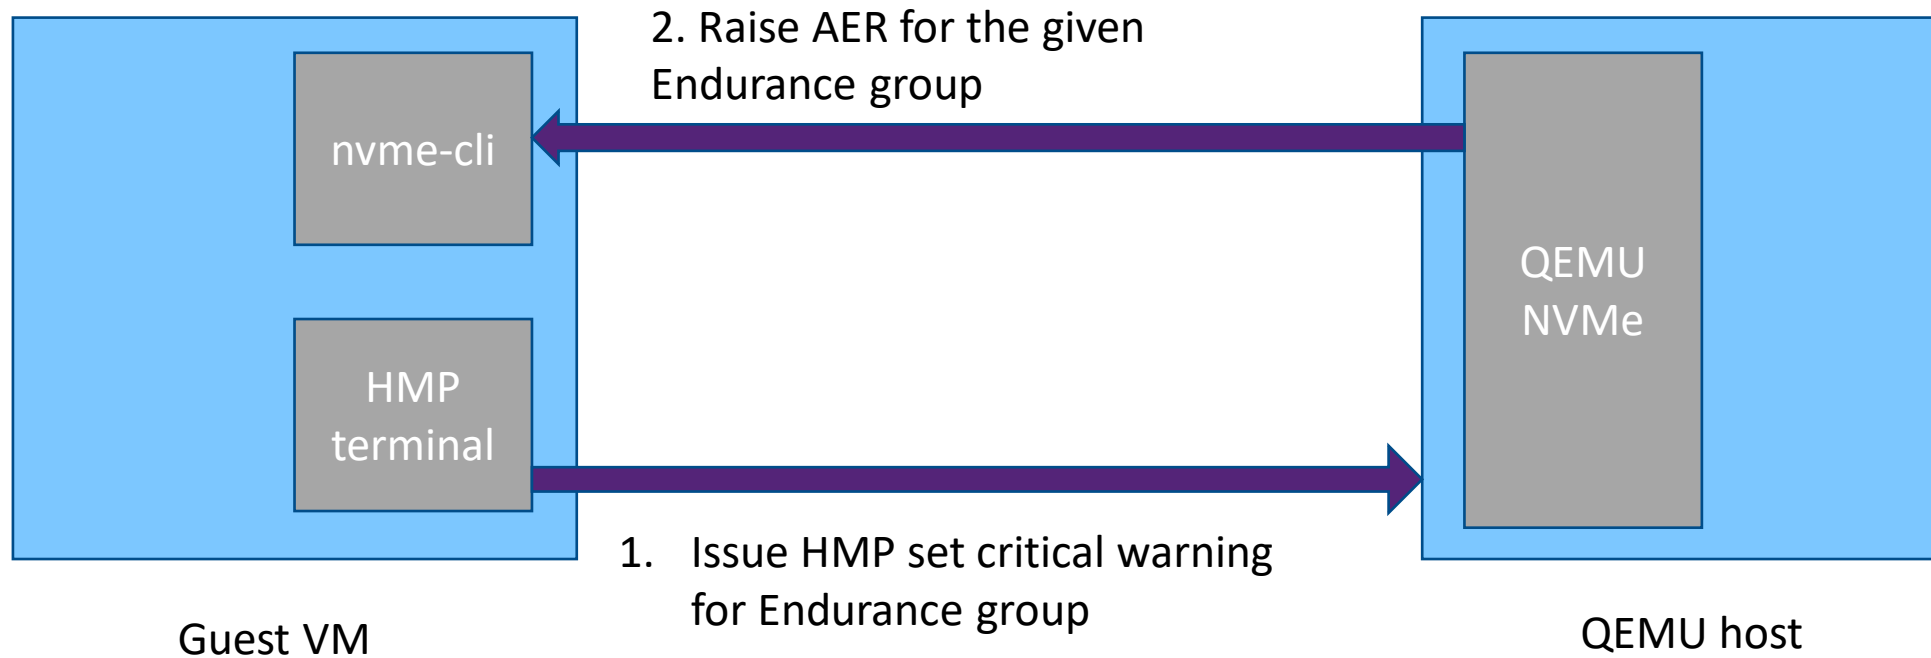 2. Raise AER for the given
Endurance group
nvme-cli
QEMU
NVMe
HMP
terminal
1. Issue HMP set critical warning
for Endurance group
Guest VM
QEMU host